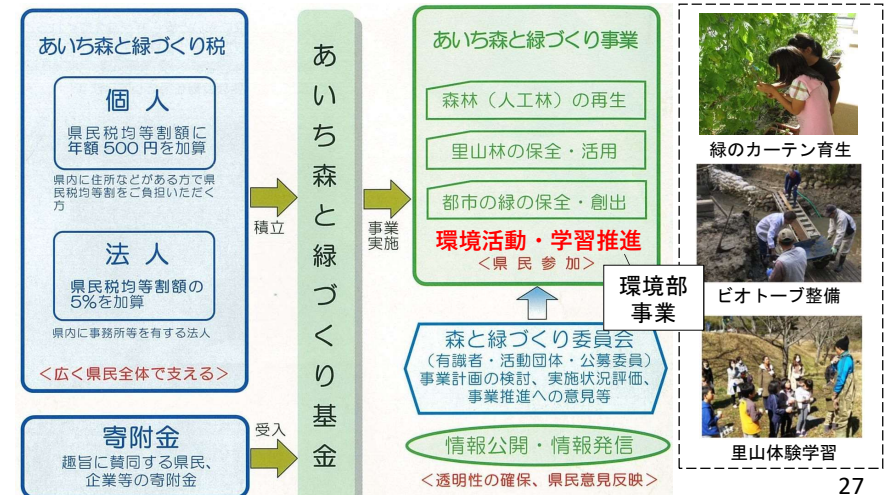 あいち森と緑づくり税
個 人
県民税均等割額に
年額 500 円を加算
県内に住所などがある方で県
民税均等割をご負担いただく
方
法 人
県民税均等割額の
5%を加算
県内に事務所等を有する法人
<広く県民全体で支える>
寄附金
趣旨に賛同する県民、
企業等の寄附金
積立
受入
あいち森と緑づくり基金
事業
実施
あいち森と緑づくり事業
森林（人工林）の再生
里山林の保全・活用
都市の緑の保全・創出
環境活動・学習推進
<県 民 参 加>
環境部
事業
森と緑づくり委員会
(有識者・活動団体・公募委員)
事業計画の検討、実施状況評価、
事業推進への意見等
情報公開・情報発信
<透明性の確保、県民意見反映>
緑のカーテン育生
ビオトーブ整備
里山体験学習
27